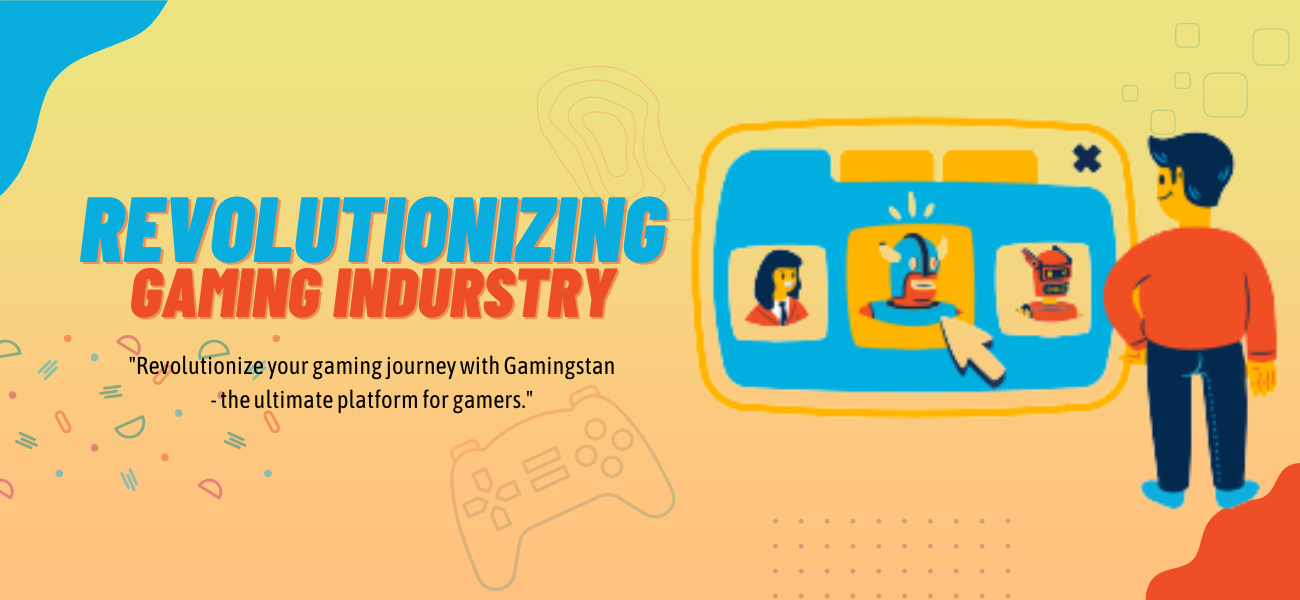 REVOLUTIONIZING
GAMING INDURSTRY
"Revolutionize your gaming journey with Gamingstan
- the ultimate platform for gamers."